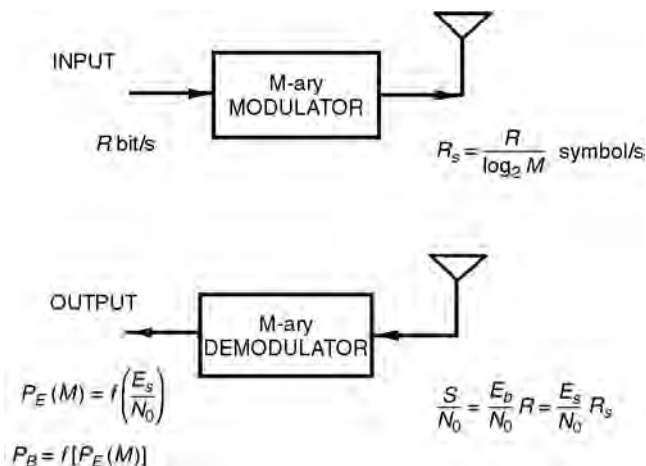 INPUT
M-ary
MODULATOR
R bit/s
R_s = R / log_2 M symbol/s
OUTPUT
M-ary
DEMODULATOR
P_E (M) = f(E_s / N_0)
S / N_0 = E_b / N_0 R = E_s / N_0 R_s
P_B = f [P_E (M)]